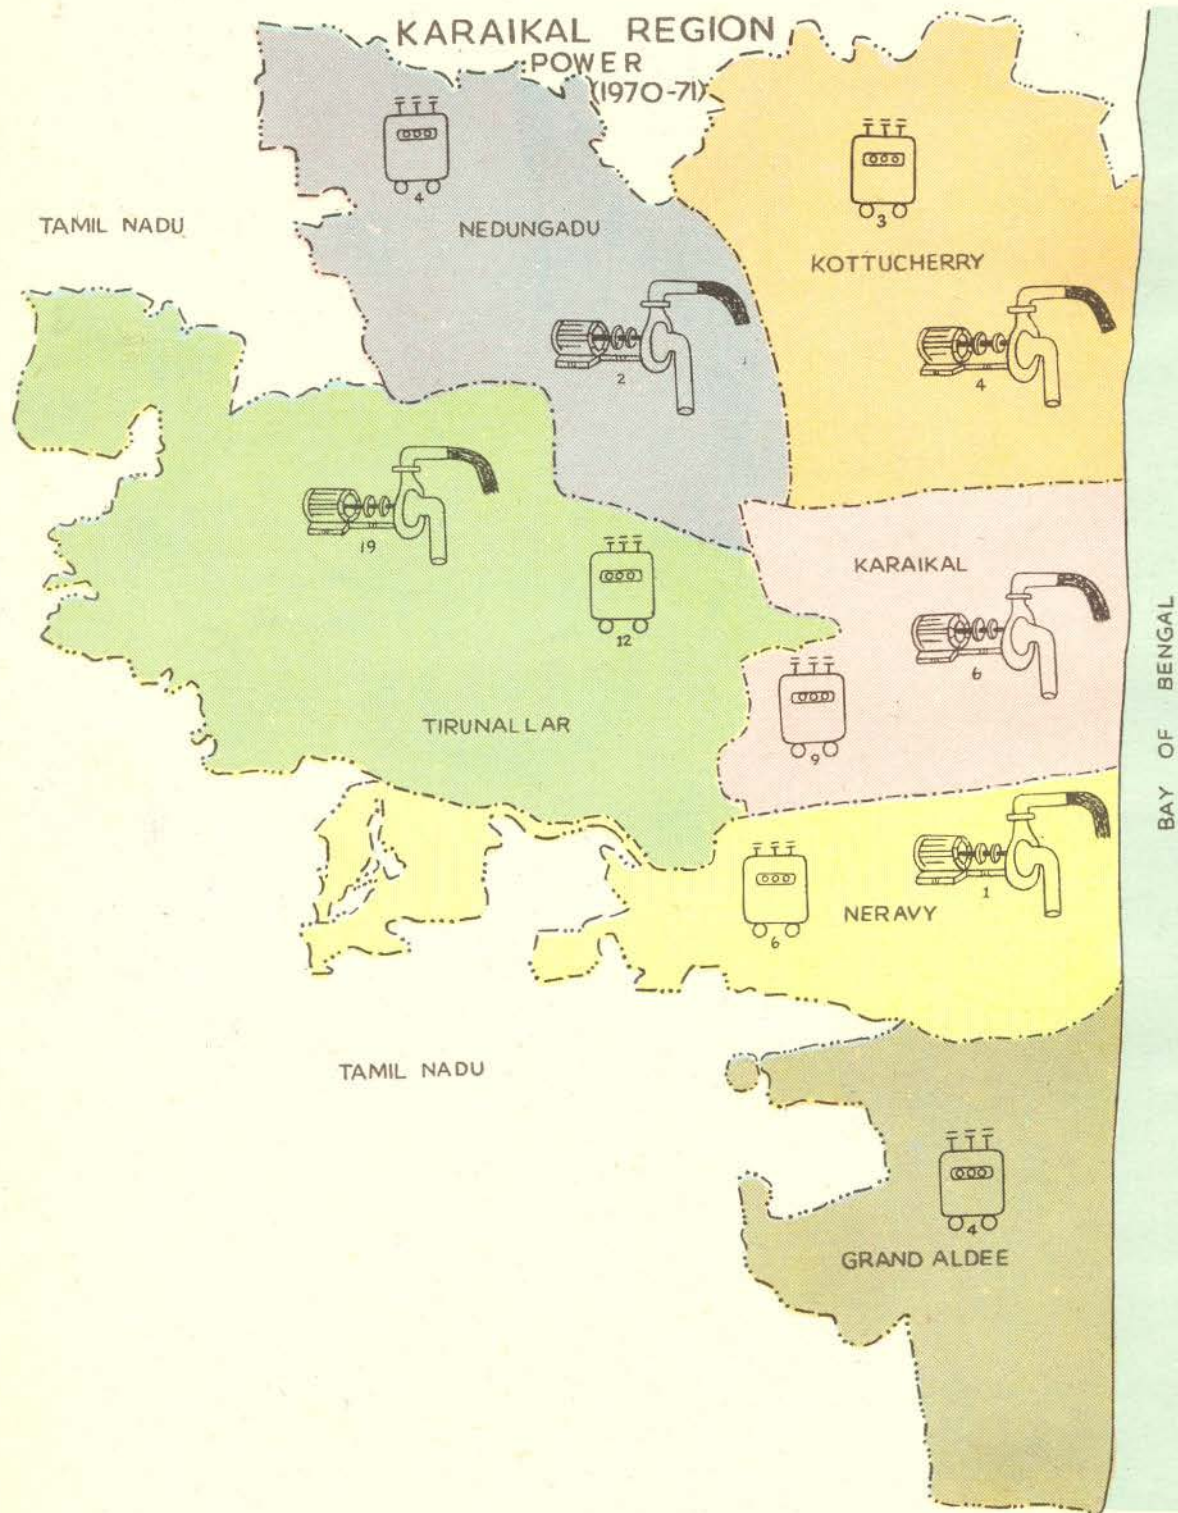 KARAIKAL REGION
POWER
(1970-71)
4
3
TAMIL NADU
NEDUNGADU
KOTTUCHERRY
2
4
19
KARAIKAL
12
6
TIRUNALLAR
9
BAY OF BENGAL
1
NERAVY
6
TAMIL NADU
4
GRAND ALDEE